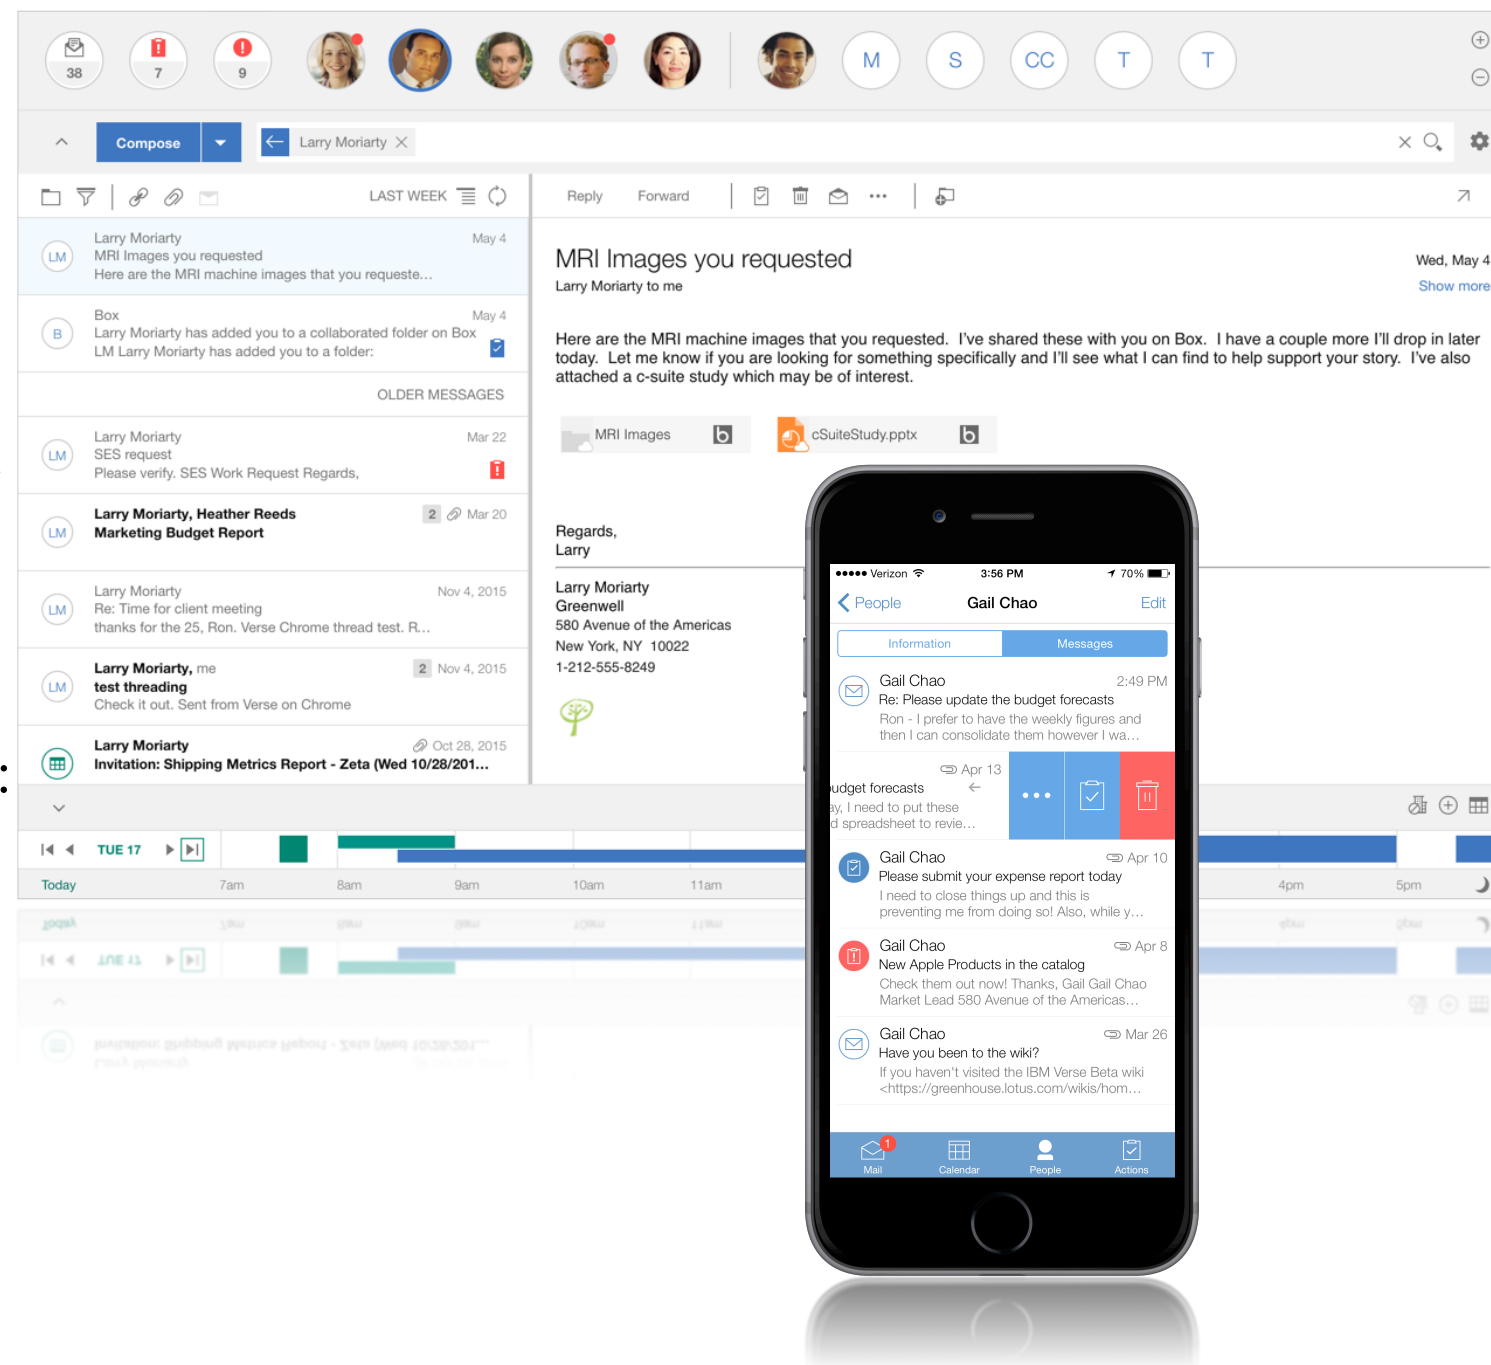 38
7
9
M
S
CC
T
T
Compose
Larry Moriarty
LAST WEEK
Larry Moriarty May 4
MRI Images you requested
Here are the MRI machine images that you requeste...
LM
Box May 4
B
Larry Moriarty has added you to a collaborated folder on Box
LM Larry Moriarty has added you to a folder:
OLDER MESSAGES
Larry Moriarty Mar 22
LM
SES request
Please verify. SES Work Request Regards,
Larry Moriarty, Heather Reeds 2 Mar 20
LM
Marketing Budget Report
Larry Moriarty Nov 4, 2015
LM
Re: Time for client meeting
thanks for the 25, Ron. Verse Chrome thread test. R...
Larry Moriarty, me 2 Nov 4, 2015
LM
test threading
Check it out. Sent from Verse on Chrome
Larry Moriarty Oct 28, 2015
Invitation: Shipping Metrics Report - Zeta (Wed 10/28/201...
Reply Forward
MRI Images you requested
Wed, May 4
Larry Moriarty to me
Show more
Here are the MRI machine images that you requested. I've shared these with you on Box. I have a couple more I'll drop in later
today. Let me know if you are looking for something specifically and I'll see what I can find to help support your story. I've also
attached a c-suite study which may be of interest.
MRI Images b
cSuiteStudy.pptx b
Regards,
Larry
Larry Moriarty
Greenwell
580 Avenue of the Americas
New York, NY 10022
1-212-555-8249
TUE 17
Today 7am 8am 9am 10am 11am 4pm 5pm
Verizon 3:56 PM 70%
People Gail Chao Edit
Information Messages
Gail Chao 2:49 PM
Re: Please update the budget forecasts
Ron - I prefer to have the weekly figures and
then I can consolidate them however I wa...
Apr 13
udget forecasts
ay, I need to put these
d spreadsheet to revie...
Gail Chao Apr 10
Please submit your expense report today
I need to close things up and this is
preventing me from doing so! Also, while y...
Gail Chao Apr 8
New Apple Products in the catalog
Check them out now! Thanks, Gail Gail Chao
Market Lead 580 Avenue of the Americas...
Gail Chao Mar 26
Have you been to the wiki?
If you haven't visited the IBM Verse Beta wiki
<https://greenhouse.lotus.com/wikis/hom...
1
Mail Calendar People Actions